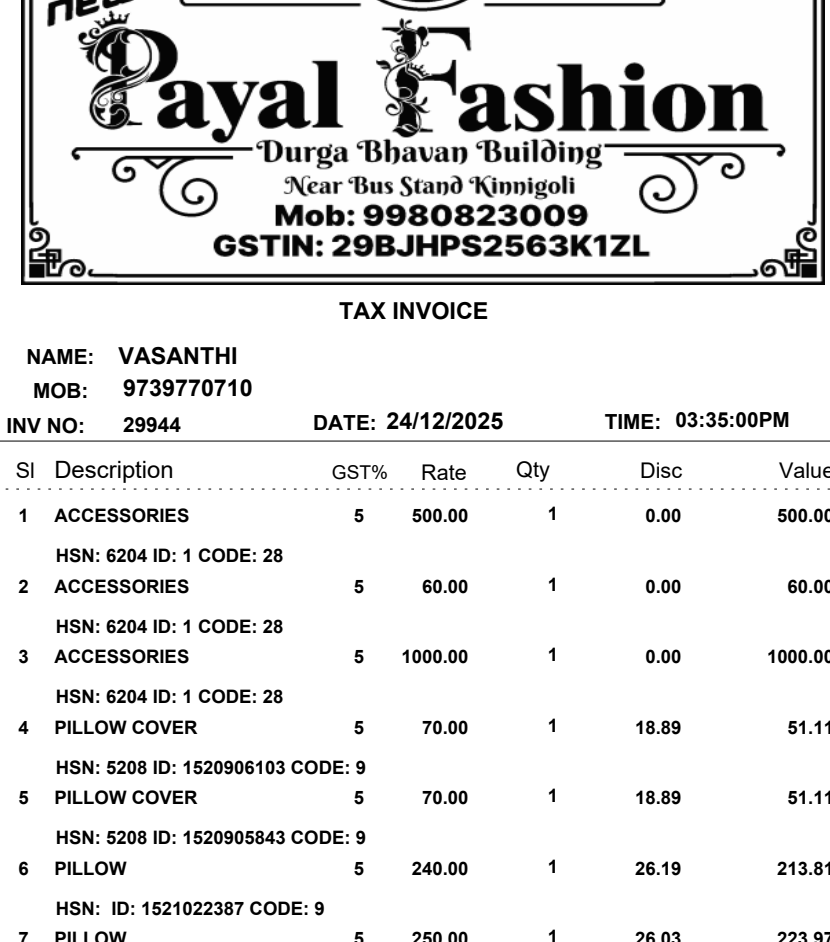 new
Payal Fashion
Durga Bhavan Building
Near Bus Stand Kinnigoli
Mob: 9980823009
GSTIN: 29BJHPS2563K1ZL
TAX INVOICE
NAME: VASANTHI
MOB: 9739770710
INV NO: 29944 DATE: 24/12/2025 TIME: 03:35:00PM
Sl Description GST% Rate Qty Disc Value
1 ACCESSORIES 5 500.00 1 0.00 500.00
HSN: 6204 ID: 1 CODE: 28
2 ACCESSORIES 5 60.00 1 0.00 60.00
HSN: 6204 ID: 1 CODE: 28
3 ACCESSORIES 5 1000.00 1 0.00 1000.00
HSN: 6204 ID: 1 CODE: 28
4 PILLOW COVER 5 70.00 1 18.89 51.11
HSN: 5208 ID: 1520906103 CODE: 9
5 PILLOW COVER 5 70.00 1 18.89 51.11
HSN: 5208 ID: 1520905843 CODE: 9
6 PILLOW 5 240.00 1 26.19 213.81
HSN: ID: 1521022387 CODE: 9
7 PILLOW 5 250.00 1 26.03 223.97